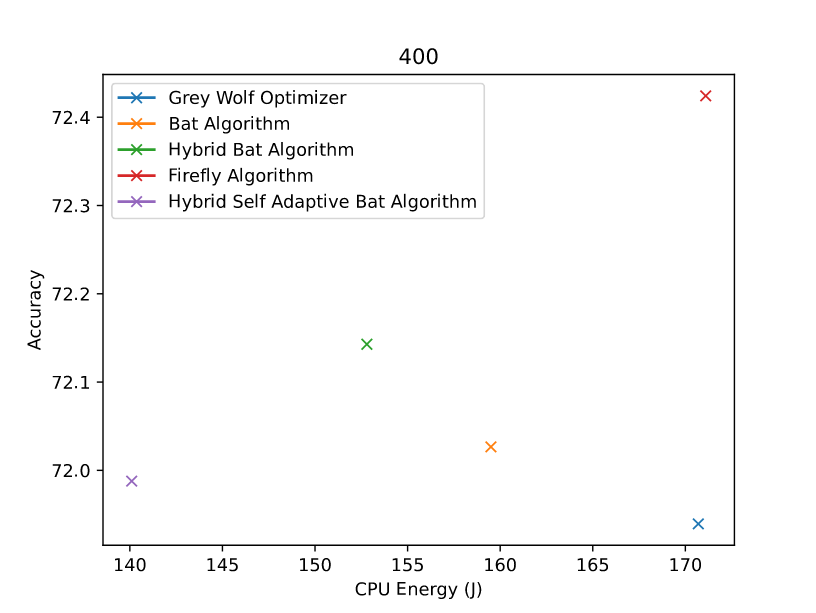 400
Grey Wolf Optimizer
Bat Algorithm
Hybrid Bat Algorithm
Firefly Algorithm
Hybrid Self Adaptive Bat Algorithm
72.4
72.3
72.2
72.1
72.0
Accuracy
140 145 150 155 160 165 170
CPU Energy (J)